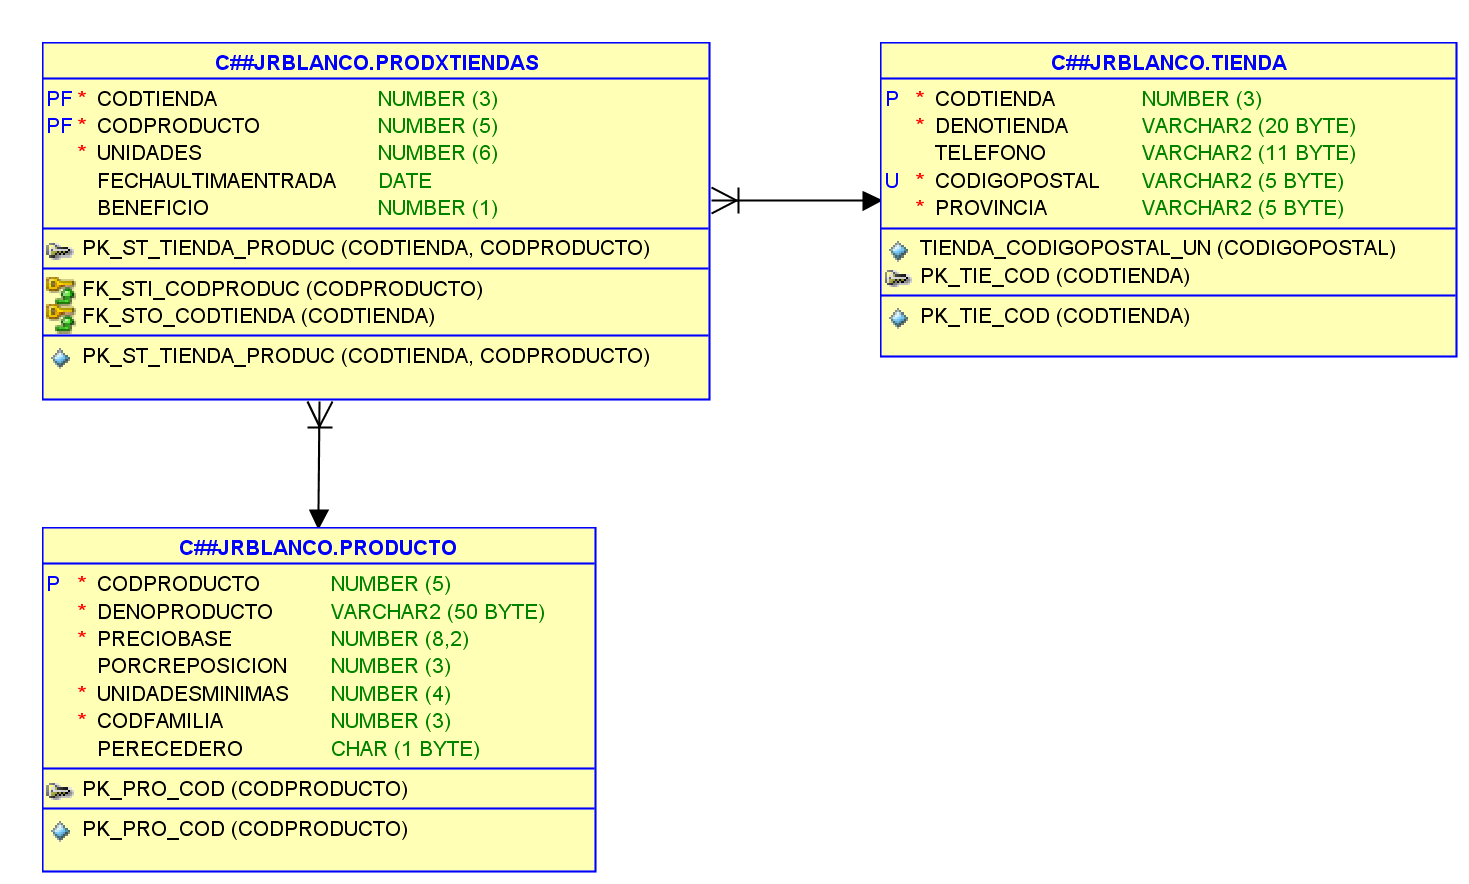 C##JRBLANCO.PRODXTIENDAS
PF * CODTIENDA NUMBER (3)
PF * CODPRODUCTO NUMBER (5)
* UNIDADES NUMBER (6)
FECHAULTIMAENTRADA DATE
BENEFICIO NUMBER (1)
PK_ST_TIENDA_PRODUC (CODTIENDA, CODPRODUCTO)
FK_STI_CODPRODUC (CODPRODUCTO)
FK_STO_CODTIENDA (CODTIENDA)
PK_ST_TIENDA_PRODUC (CODTIENDA, CODPRODUCTO)
C##JRBLANCO.TIENDA
P * CODTIENDA NUMBER (3)
* DENOTIENDA VARCHAR2 (20 BYTE)
TELEFONO VARCHAR2 (11 BYTE)
U * CODIGOPOSTAL VARCHAR2 (5 BYTE)
* PROVINCIA VARCHAR2 (5 BYTE)
TIENDA_CODIGOPOSTAL_UN (CODIGOPOSTAL)
PK_TIE_COD (CODTIENDA)
PK_TIE_COD (CODTIENDA)
C##JRBLANCO.PRODUCTO
P * CODPRODUCTO NUMBER (5)
* DENOPRODUCTO VARCHAR2 (50 BYTE)
* PRECIOBASE NUMBER (8,2)
PORCREPOSICION NUMBER (3)
* UNIDADESMINIMAS NUMBER (4)
* CODFAMILIA NUMBER (3)
PERECEDERO CHAR (1 BYTE)
PK_PRO_COD (CODPRODUCTO)
PK_PRO_COD (CODPRODUCTO)